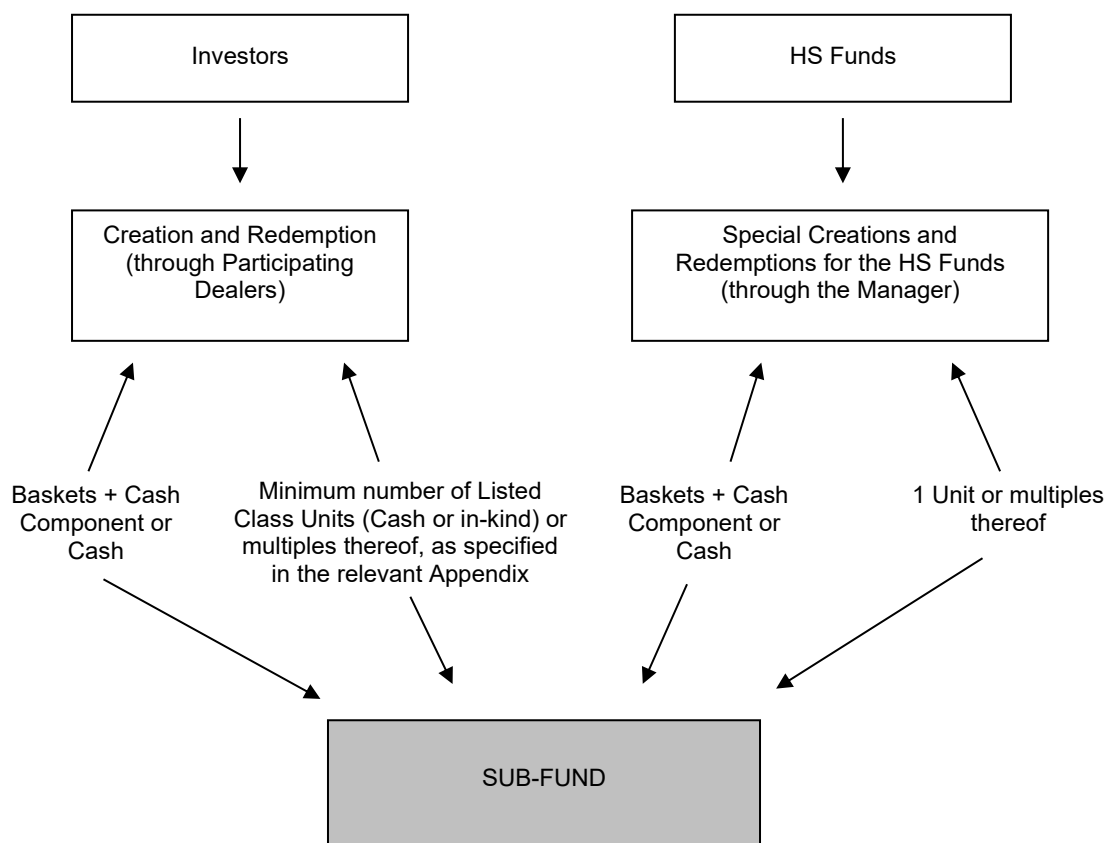 Investors
HS Funds
Creation and Redemption
(through Participating
Dealers)
Special Creations and
Redemptions for the HS Funds
(through the Manager)
Baskets + Cash
Component or
Cash
Minimum number of Listed
Class Units (Cash or in-kind) or
multiples thereof, as specified
in the relevant Appendix
Baskets + Cash
Component or
Cash
1 Unit or multiples
thereof
SUB-FUND